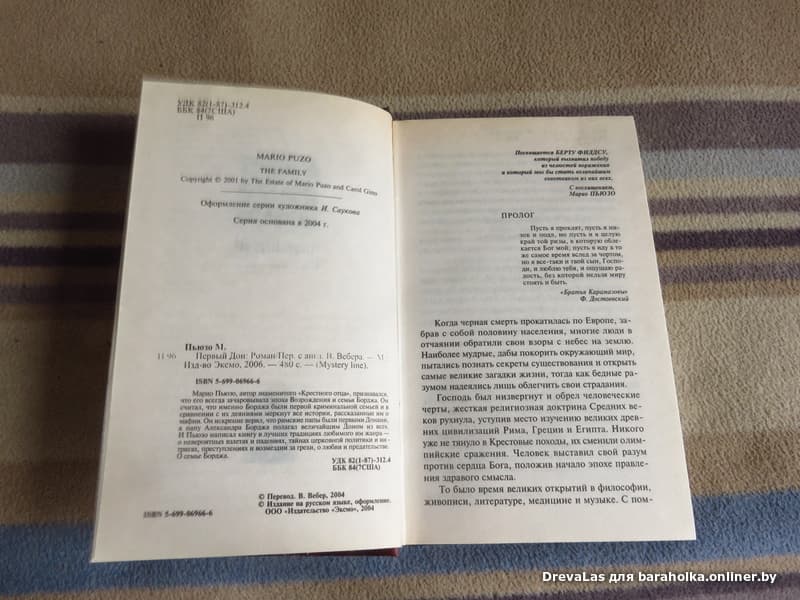 УДК 82(1-87)-312.4
ББК 84(7США)
П 96
MARIO PUZO
THE FAMILY
Copyright © 2001 by The Estate of Mario Puzo and Carol Gino
Оформление серии художника И. Саукова
Серия основана в 2004 г.
Пьюзо М.
П 96 Первый Дон: Роман/Пер. с англ. В. Вебера. — М.:
Изд-во Эксмо, 2006. — 480 с. — (Mystery line).
ISBN 5-699-06966-6
Марио Пьюзо, автор знаменитого «Крестного отца», признавался,
что его всегда зачаровывала эпоха Возрождения и семья Борджа. Он
считал, что именно Борджа были первой криминальной семьей и в
сравнении с их деяниями меркнут все истории, рассказанные им о
мафии. Он искренне верил, что римские папы были первыми Донами,
а папу Александра Борджа полагал величайшим Доном из всех.
И Пьюзо написал книгу в лучших традициях любимого им жанра —
о невероятных взлетах и падениях, тайнах церковной политики и ин-
тригах, преступлениях и возмездии за грехи, о любви и предательстве.
О семье Борджа.
УДК 82(1-87)-312.4
ББК 84(7США)
© Перевод. В. Вебер, 2004
© Издание на русском языке, оформление.
ООО «Издательство «Эксмо», 2004
ISBN 5-699-06966-6
Посвящается БЕРТУ ФИЛДСУ,
который выхватил победу
из челюстей поражения
и который мог бы стать величайшим
советником из них всех.
С восхищением,
Марио ПЬЮЗО
ПРОЛОГ
Пусть я проклят, пусть я ни-
зок и подл, но пусть и я целую
край той ризы, в которую обле-
кается Бог мой; пусть я иду в то
же самое время вслед за чортом,
но я все-таки и твой сын, Госпо-
ди, и люблю тебя, и ощущаю ра-
дость, без которой нельзя миру
стоять и быть.
«Братья Карамазовы»
Ф. Достоевский
Когда черная смерть прокатилась по Европе, за-
брав с собой половину населения, многие люди в
отчаянии обратили свои взоры с небес на землю.
Наиболее мудрые, дабы покорить окружающий мир,
пытались познать секреты существования и открыть
самые великие загадки жизни, тогда как бедные ра-
зумом надеялись лишь облегчить свои страдания.
Господь был низвергнут и обрел человеческие
черты, жесткая религиозная доктрина Средних ве-
ков рухнула, уступив место изучению великих древ-
них цивилизаций Рима, Греции и Египта. Никого
уже не тянуло в Крестовые походы, их сменили олим-
пийские сражения. Человек выставил свой разум
против сердца Бога, положив начало эпохе правле-
ния здравого смысла.
То было время великих открытий в философии,
живописи, литературе, медицине и музыке. С пом-
DrevaLas для baraholka.onliner.by